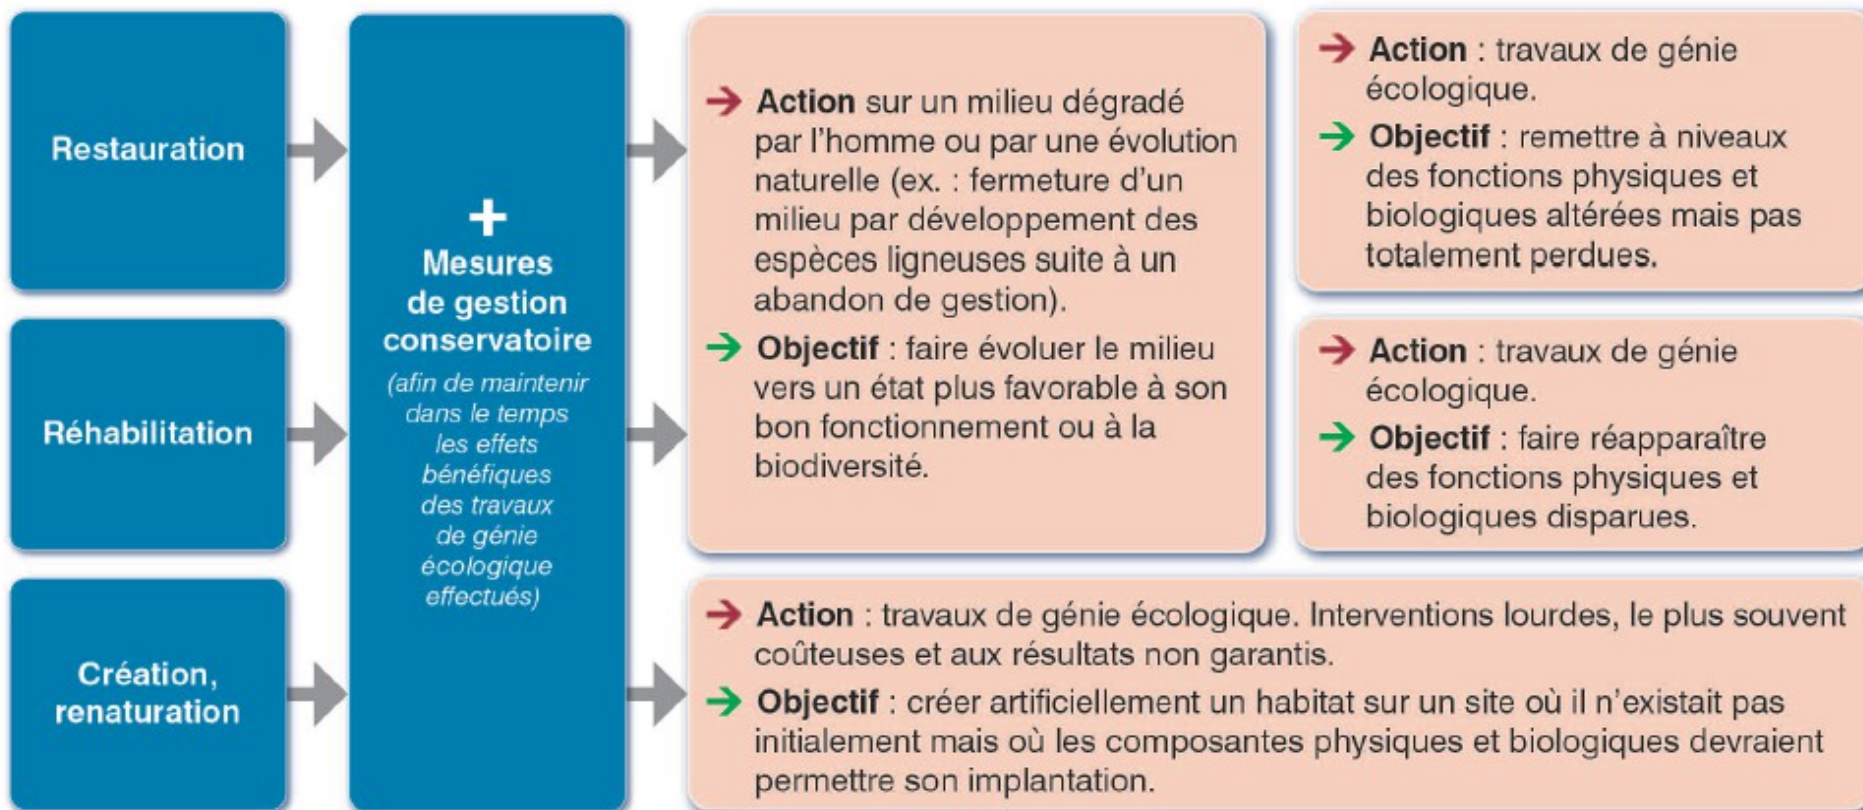 Restauration
Réhabilitation
Création,
renaturation
+
Mesures
de gestion
conservatoire
(afin de maintenir
dans le temps
les effets
bénéfiques
des travaux
de génie
écologique
effectués)
→ Action sur un milieu dégradé
par l’homme ou par une évolution
naturelle (ex. : fermeture d’un
milieu par développement des
espèces ligneuses suite à un
abandon de gestion).
→ Objectif : faire évoluer le milieu
vers un état plus favorable à son
bon fonctionnement ou à la
biodiversité.
→ Action : travaux de génie
écologique.
→ Objectif : remettre à niveaux
des fonctions physiques et
biologiques altérées mais pas
totalement perdues.
→ Action : travaux de génie
écologique.
→ Objectif : faire réapparaître
des fonctions physiques et
biologiques disparues.
→ Action : travaux de génie écologique. Interventions lourdes, le plus souvent
coûteuses et aux résultats non garantis.
→ Objectif : créer artificiellement un habitat sur un site où il n’existait pas
initialement mais où les composantes physiques et biologiques devraient
permettre son implantation.